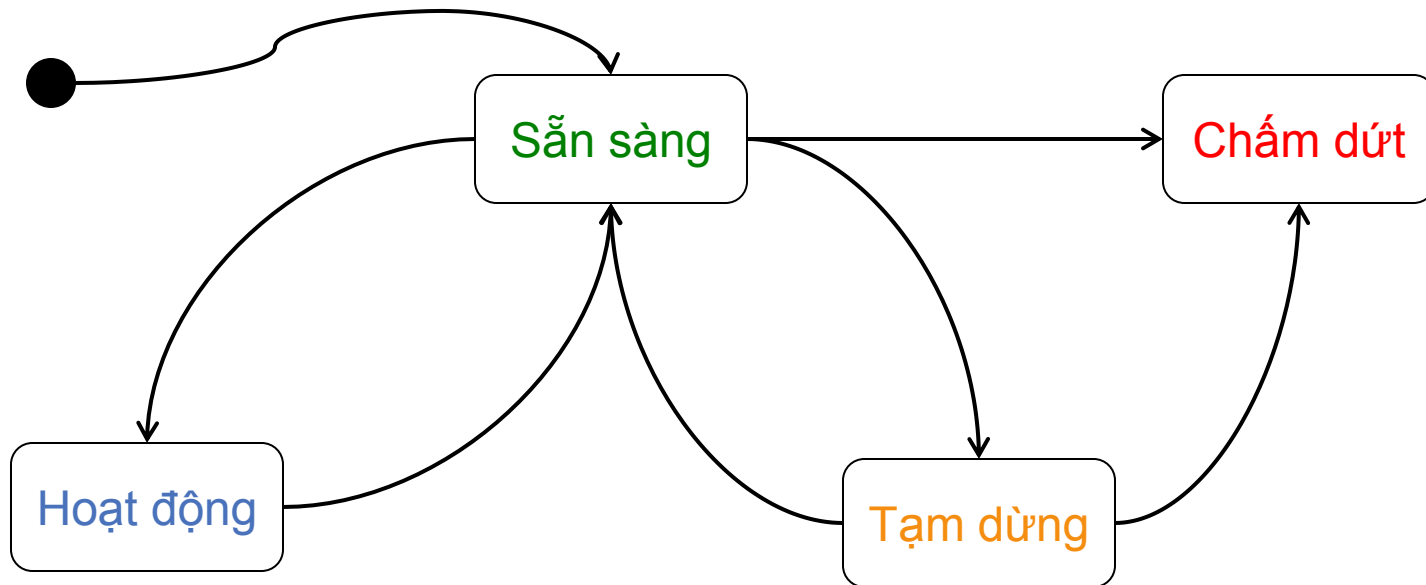 Sẵn sàng
Chấm dứt
Hoạt động
Tạm dừng